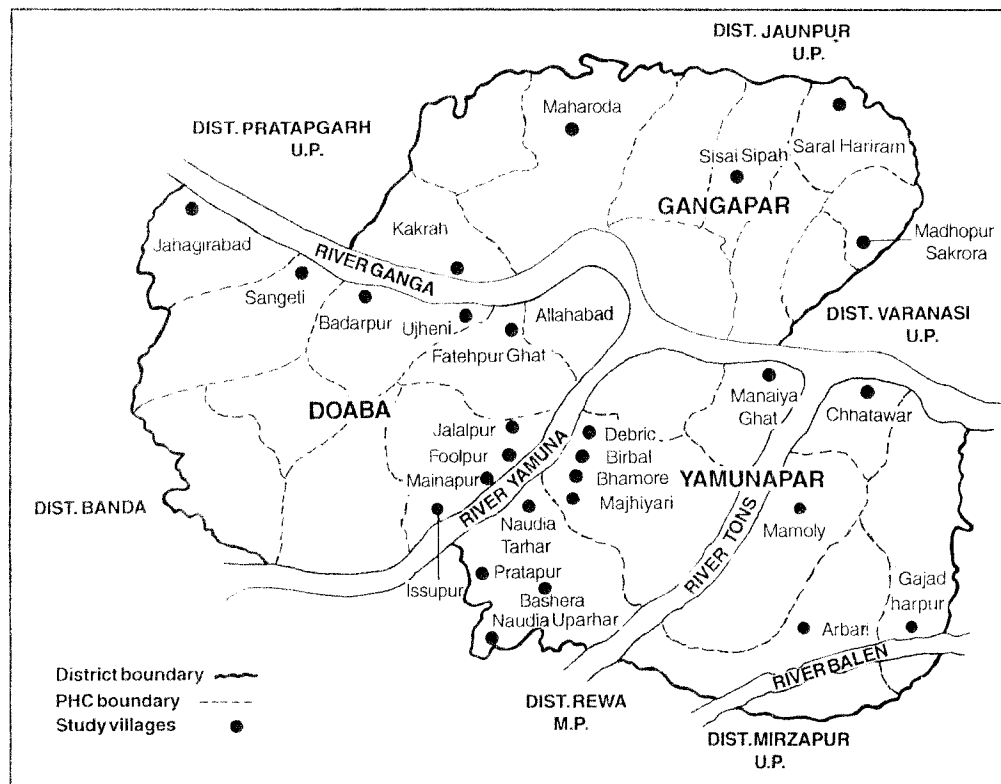 DIST. JAUNPUR
U.P.
Maharoda
DIST. PRATAPGARH
U.P.
Saral Hariram
Sisai Sipah
GANGAPAR
Kakrah
Jahagirabad
Madhopur
Sakrora
RIVER GANGA
Sangeti
Badarpur
Ujheni
Allahabad
Fatehpur Ghat
DIST. VARANASI
U.P.
DOABA
Manaiya
Ghat
Chhatawar
Jalalpur
Foolpur
Mainapur
RIVER YAMUNA
Debric
Birbal
Bhamore
Majhiyari
YAMUNAPAR
DIST. BANDA
Naudia
Tarhar
RIVER TONS
Mamoly
Issupur
Pratapur
Bashera
Naudia Uparhar
Gajad
harpur
Arbari
RIVER BALEN
District boundary
PHC boundary
Study villages
DIST. REWA
M.P.
DIST. MIRZAPUR
U.P.